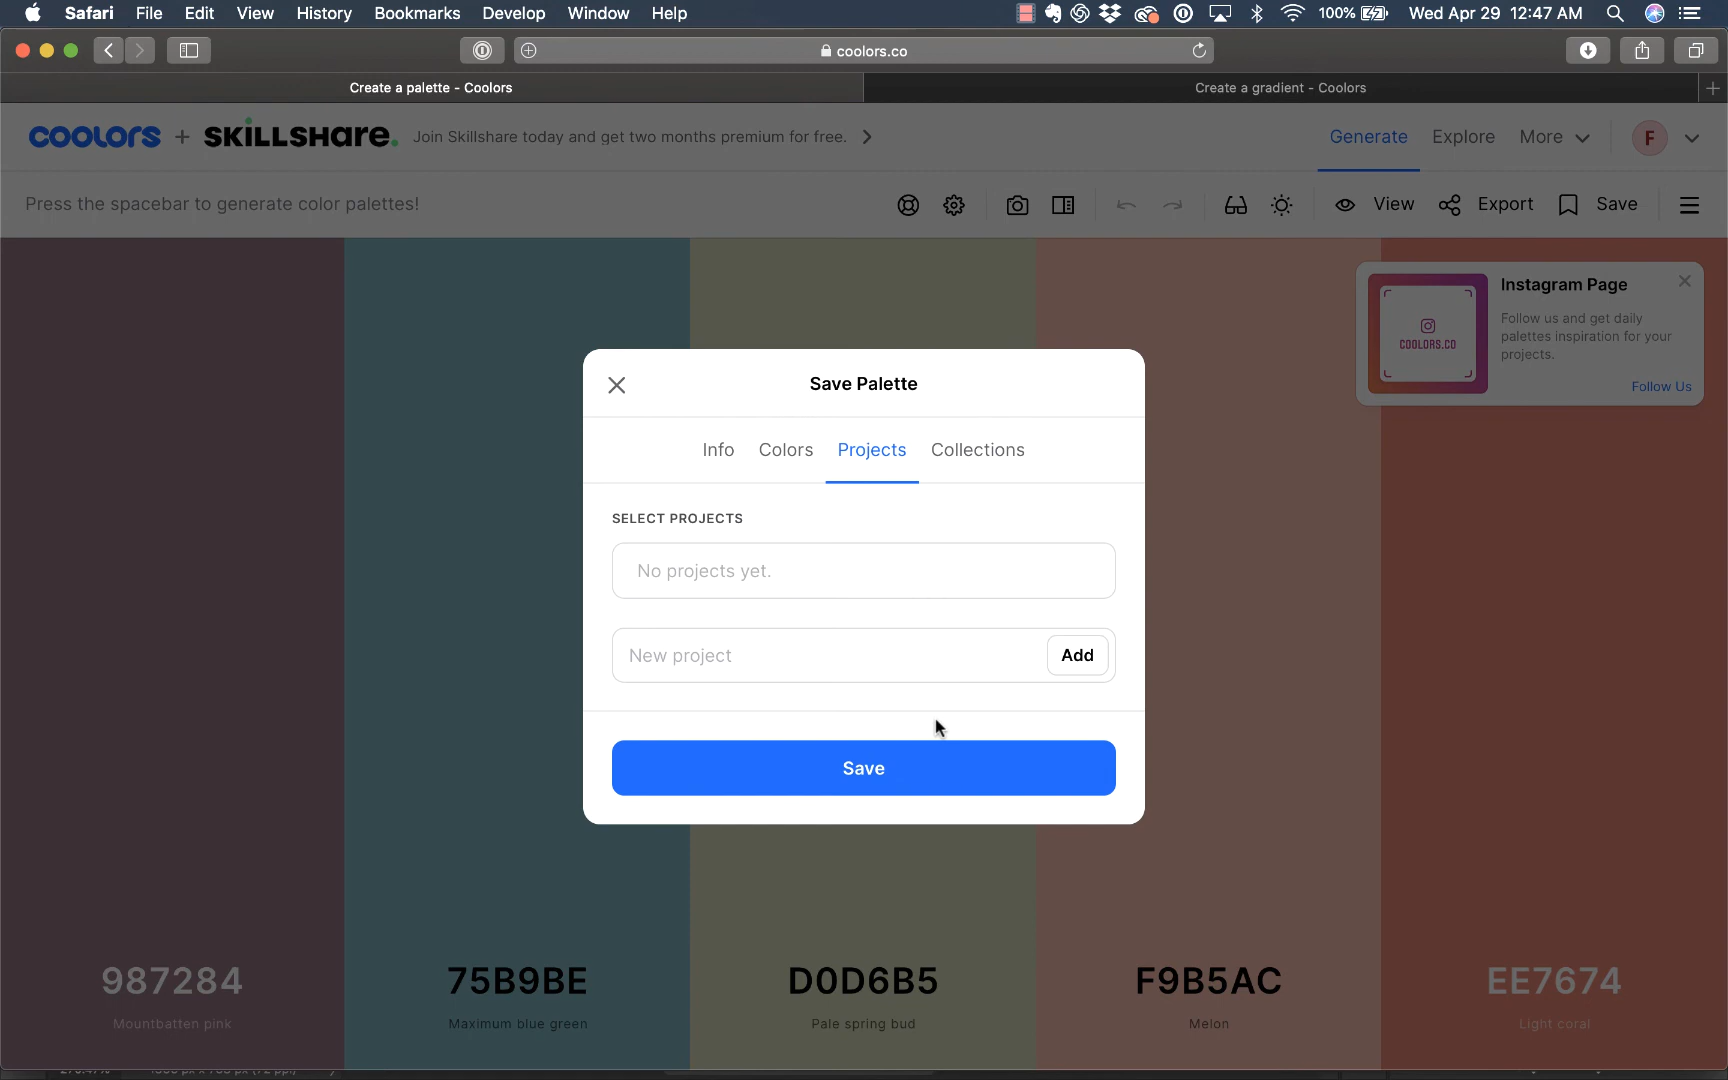 Safari File Edit View History Bookmarks Develop Window Help 100% Wed Apr 29 12:47 AM
coolors.co
Create a palette - Coolors
Create a gradient - Coolors
coolors + SKILLSHARE. Join Skillshare today and get two months premium for free.
Generate Explore More F
Press the spacebar to generate color palettes!
View Export Save
Instagram Page
Follow us and get daily
palettes inspiration for your
projects.
COOLORS.CO
Follow Us
Save Palette
Info Colors Projects Collections
SELECT PROJECTS
No projects yet.
New project Add
Save
987284 75B9BE D0D6B5 F9B5AC EE7674
Mountbatten pink Maximum blue green Pale spring bud Melon Light coral